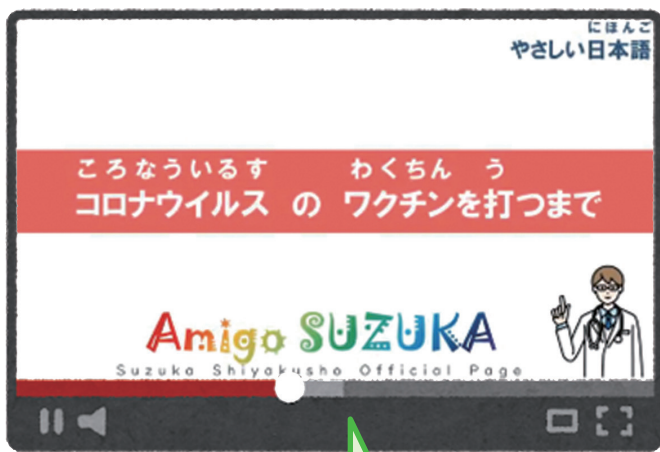 にほんご
やさしい日本語
ころなういるす わくちん う
コロナウイルス の ワクチンを打つまで
Amigo SUZUKA
Suzuka Shiyakusho Official Page